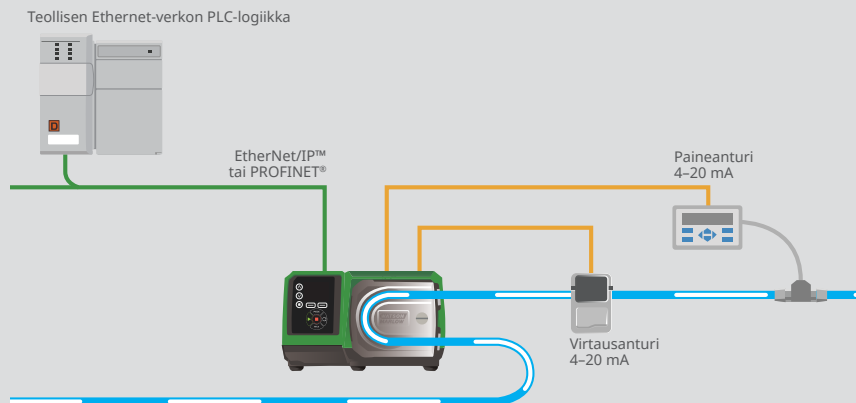 Teollisen Ethernet-verkon PLC-logiikka
EtherNet/IP™
tai PROFINET®
Paineanturi
4–20 mA
Virtausanturi
4–20 mA